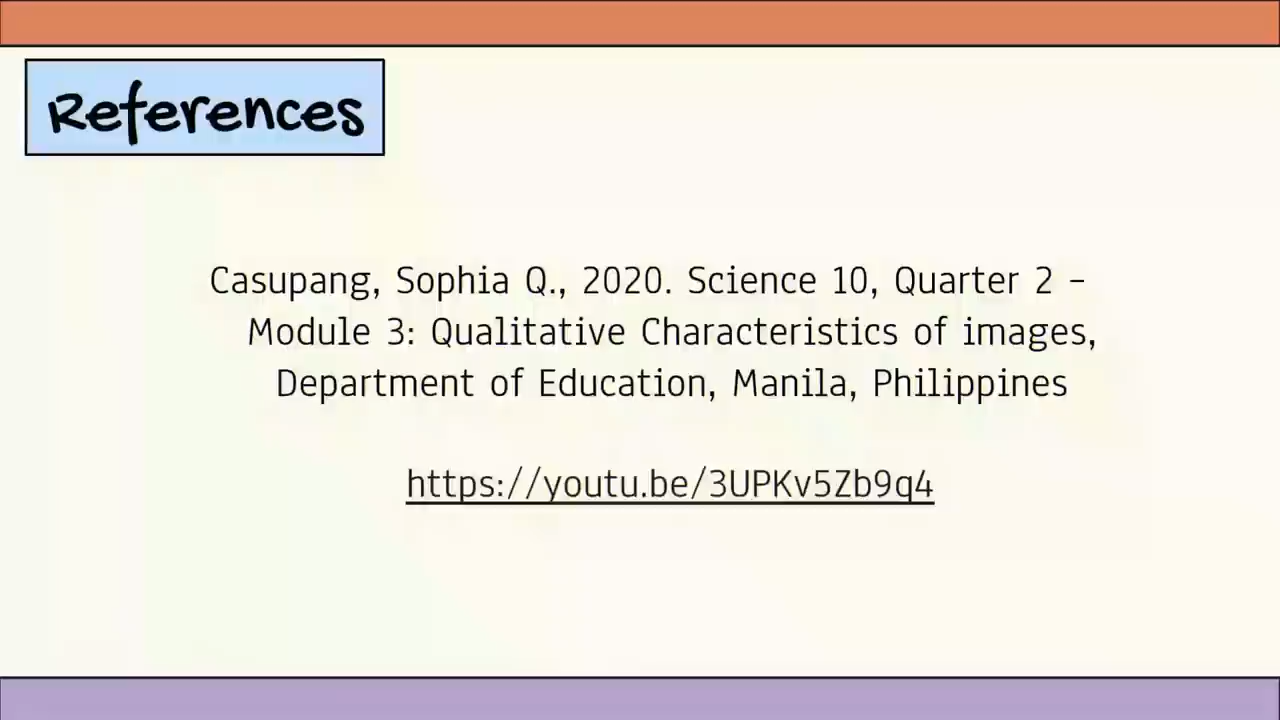 References
Casupang, Sophia Q., 2020. Science 10, Quarter 2 –
Module 3: Qualitative Characteristics of images,
Department of Education, Manila, Philippines
https://youtu.be/3UPKv5Zb9q4